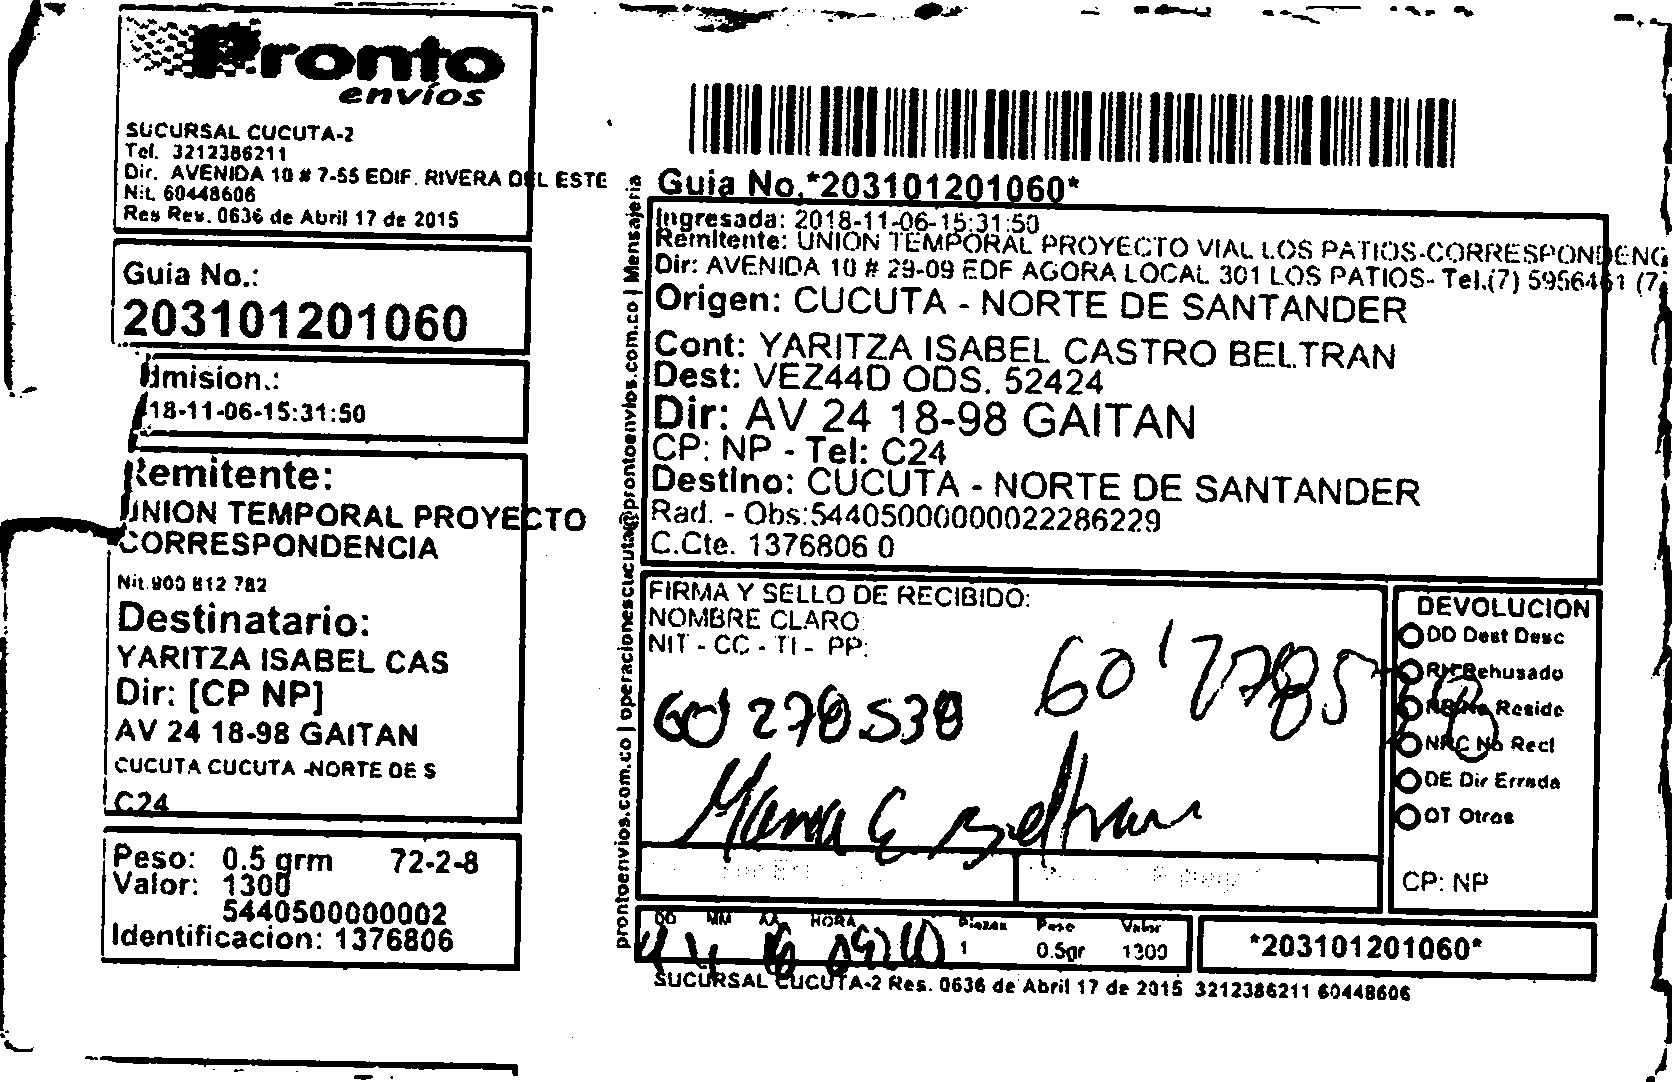 Pronto
envíos
SUCURSAL CUCUTA-2
Tel. 3212386211
Dir. AVENIDA 10 # 7-55 EDIF. RIVERA DEL ESTE
Nit. 60448606
Res Res. 0636 de Abril 17 de 2015
Guia No.:
203101201060
Emision.:
18-11-06-15:31:50
Remitente:
UNION TEMPORAL PROYECTO
CORRESPONDENCIA
Nit.900 812 782
Destinatario:
YARITZA ISABEL CAS
Dir: [CP NP]
AV 24 18-98 GAITAN
CUCUTA CUCUTA -NORTE DE S
C24
Peso: 0.5 grm 72-2-8
Valor: 1300
5440500000002
Identificacion: 1376806
prontoenvios.com.co | operacionescucuta@prontoenvios.com.co | Mensajeria
Guia No.*203101201060*
Ingresada: 2018-11-06-15:31:50
Remitente: UNION TEMPORAL PROYECTO VIAL LOS PATIOS-CORRESPONDENC
Dir: AVENIDA 10 # 29-09 EDF AGORA LOCAL 301 LOS PATIOS- Tel.(7) 5956461 (7
Origen: CUCUTA - NORTE DE SANTANDER
Cont: YARITZA ISABEL CASTRO BELTRAN
Dest: VEZ44D ODS. 52424
Dir: AV 24 18-98 GAITAN
CP: NP - Tel: C24
Destino: CUCUTA - NORTE DE SANTANDER
Rad. - Obs:544050000000022286229
C.Cte. 1376806 0
FIRMA Y SELLO DE RECIBIDO:
NOMBRE CLARO:
NIT - CC - TI - PP:
60 278 538
Maria E Beltran
DEVOLUCION
DD Dest Desc
RH Rehusado
NR No Reside
NRC No Recl
DE Dir Errada
OT Otros
CP: NP
DD MM AA HORA Piezas Peso Valor
1 0.5gr 1300
*203101201060*
SUCURSAL CUCUTA-2 Res. 0636 de Abril 17 de 2015 3212386211 60448606